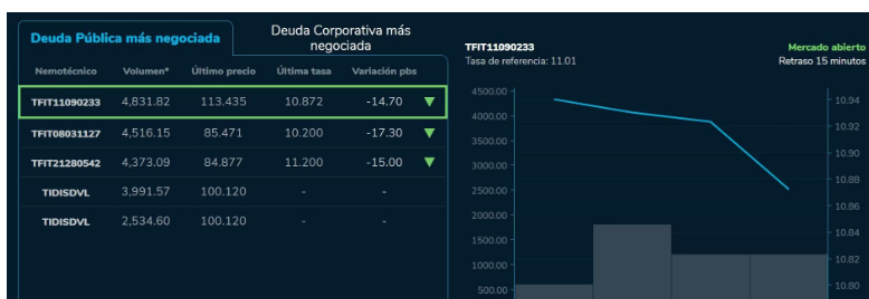 Deuda Pública más negociada
Deuda Corporativa más
negociada
Nemotécnico Volumen* Último precio Última tasa Variación pbs
TFIT11090233 4,831.82 113.435 10.872 -14.70 ▼
TFIT08031127 4,516.15 85.471 10.200 -17.30 ▼
TFIT21280542 4,373.09 84.877 11.200 -15.00 ▼
TIDISDVL 3,991.57 100.120 - -
TIDISDVL 2,534.60 100.120 - -
TFIT11090233 Mercado abierto
Tasa de referencia: 11.01 Retraso 15 minutos
4500.00
4000.00
3500.00
3000.00
2500.00
2000.00
1500.00
1000.00
500.00
10.94
10.92
10.90
10.88
10.86
10.84
10.82
10.80